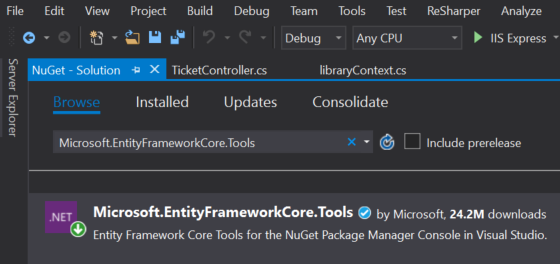 File Edit View Project Build Debug Team Tools Test ReSharper Analyze
Debug Any CPU IIS Express
Server Explorer
NuGet - Solution TicketController.cs libraryContext.cs
Browse Installed Updates Consolidate
Microsoft.EntityFrameworkCore.Tools Include prerelease
.NET
Microsoft.EntityFrameworkCore.Tools by Microsoft, 24.2M downloads
Entity Framework Core Tools for the NuGet Package Manager Console in Visual Studio.